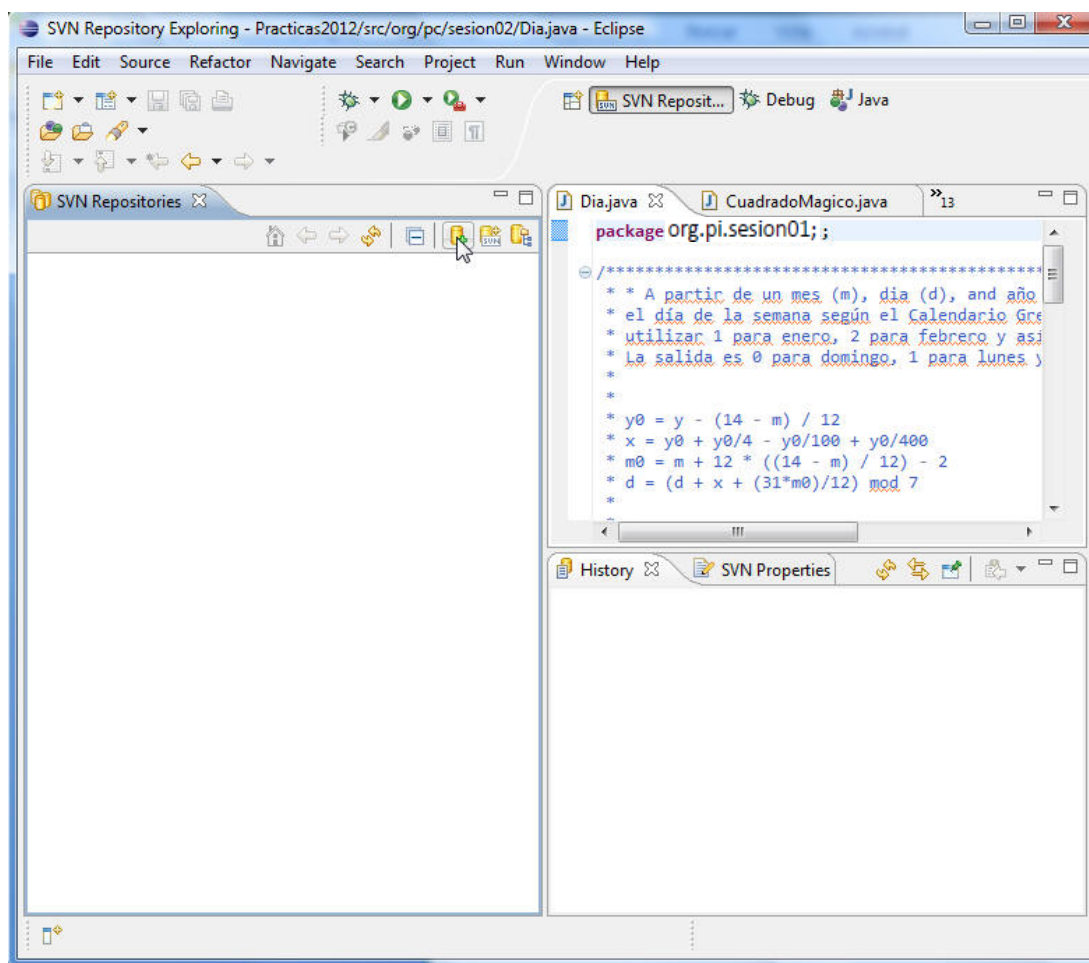 SVN Repository Exploring - Practicas2012/src/org/pc/sesion02/Dia.java - Eclipse
File Edit Source Refactor Navigate Search Project Run Window Help
SVN Reposit... Debug Java
SVN Repositories
Dia.java CuadradoMagico.java »13
package org.pi.sesion01; ;
/*********************************************
* * A partir de un mes (m), dia (d), and año
* el día de la semana según el Calendario Gre
* utilizar 1 para enero, 2 para febrero y así
* La salida es 0 para domingo, 1 para lunes y
*
*
* y0 = y - (14 - m) / 12
* x = y0 + y0/4 - y0/100 + y0/400
* m0 = m + 12 * ((14 - m) / 12) - 2
* d = (d + x + (31*m0)/12) mod 7
*
History SVN Properties